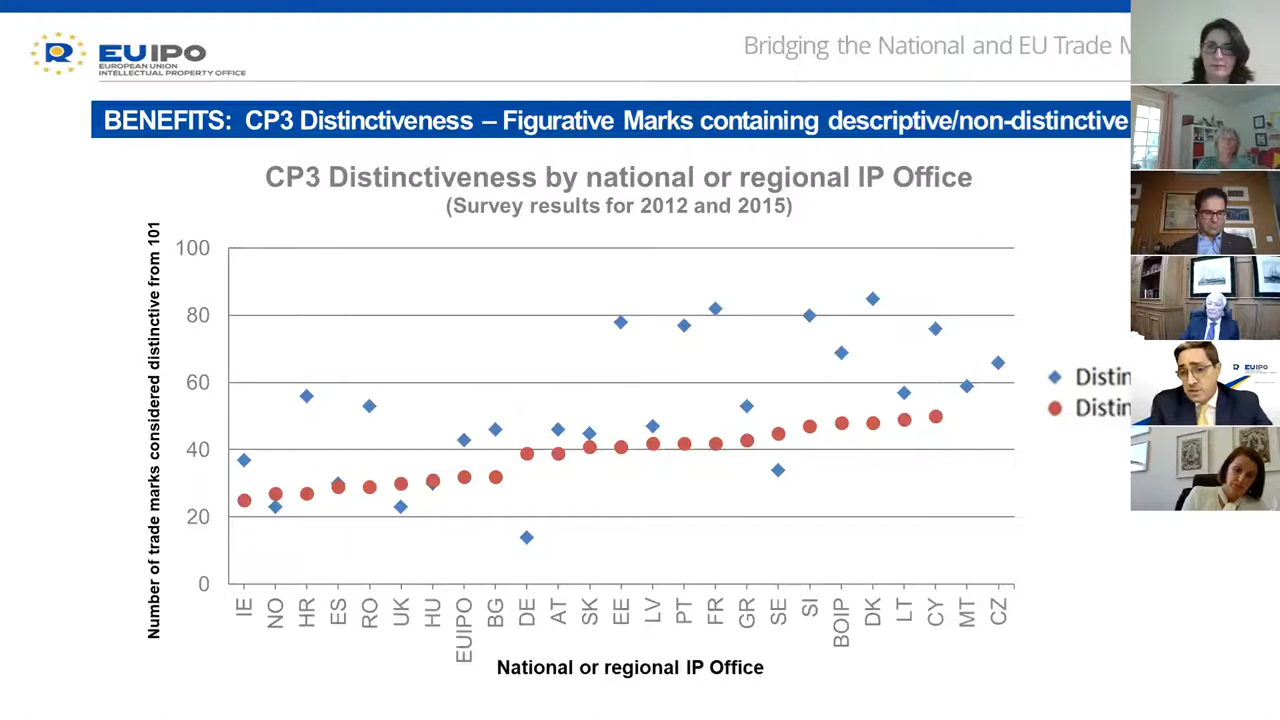 EUIPO
EUROPEAN UNION
INTELLECTUAL PROPERTY OFFICE
Bridging the National and EU Trade M
BENEFITS: CP3 Distinctiveness – Figurative Marks containing descriptive/non-distinctive
CP3 Distinctiveness by national or regional IP Office
(Survey results for 2012 and 2015)
Number of trade marks considered distinctive from 101
100
80
60
40
20
0
IE
NO
HR
ES
RO
UK
HU
EUIPO
BG
DE
AT
SK
EE
LV
PT
FR
GR
SE
SI
BOIP
DK
LT
CY
MT
CZ
National or regional IP Office
Distin
Distin
EUIPO